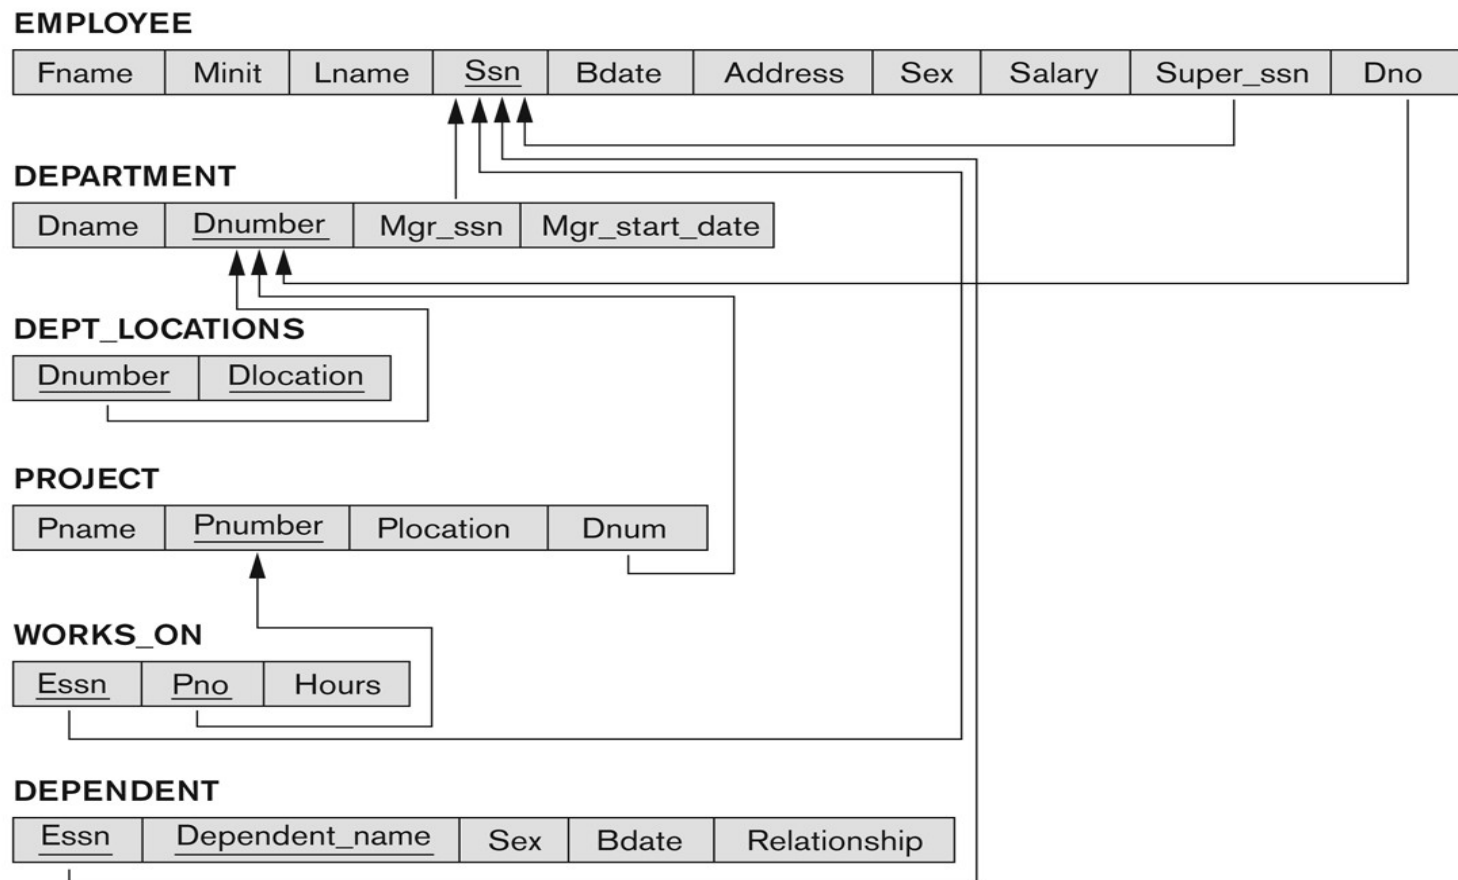 EMPLOYEE
Fname Minit Lname Ssn Bdate Address Sex Salary Super_ssn Dno
DEPARTMENT
Dname Dnumber Mgr_ssn Mgr_start_date
DEPT_LOCATIONS
Dnumber Dlocation
PROJECT
Pname Pnumber Plocation Dnum
WORKS_ON
Essn Pno Hours
DEPENDENT
Essn Dependent_name Sex Bdate Relationship